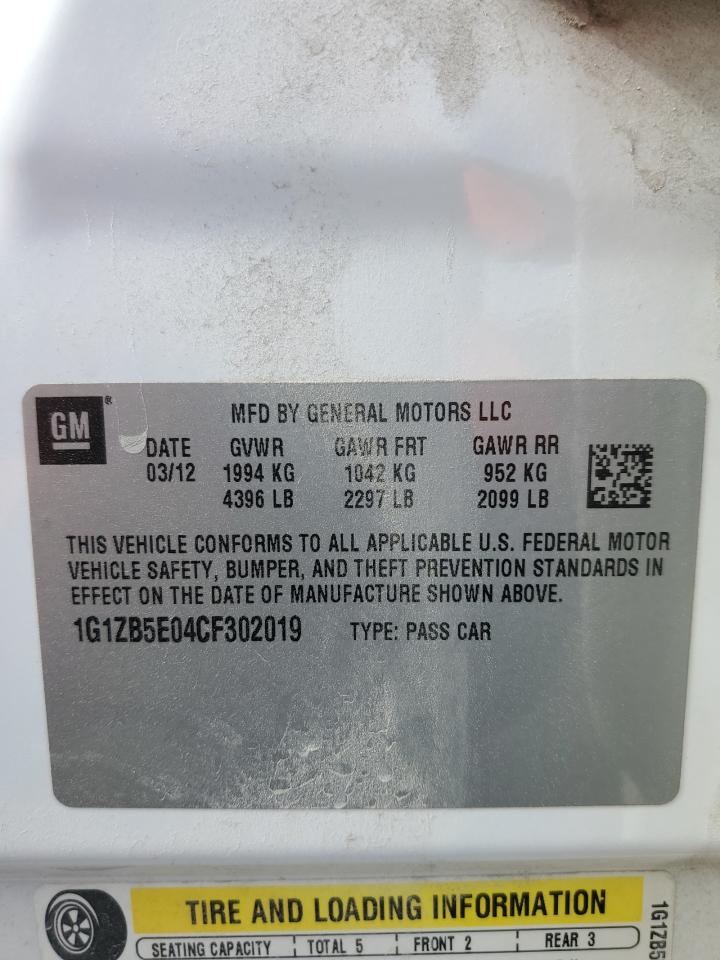 GM ®
MFD BY GENERAL MOTORS LLC
DATE GVWR GAWR FRT GAWR RR
03/12 1994 KG 1042 KG 952 KG
4396 LB 2297 LB 2099 LB
THIS VEHICLE CONFORMS TO ALL APPLICABLE U.S. FEDERAL MOTOR
VEHICLE SAFETY, BUMPER, AND THEFT PREVENTION STANDARDS IN
EFFECT ON THE DATE OF MANUFACTURE SHOWN ABOVE.
1G1ZB5E04CF302019 TYPE: PASS CAR
TIRE AND LOADING INFORMATION
SEATING CAPACITY TOTAL 5 FRONT 2 REAR 3
1G1ZB5